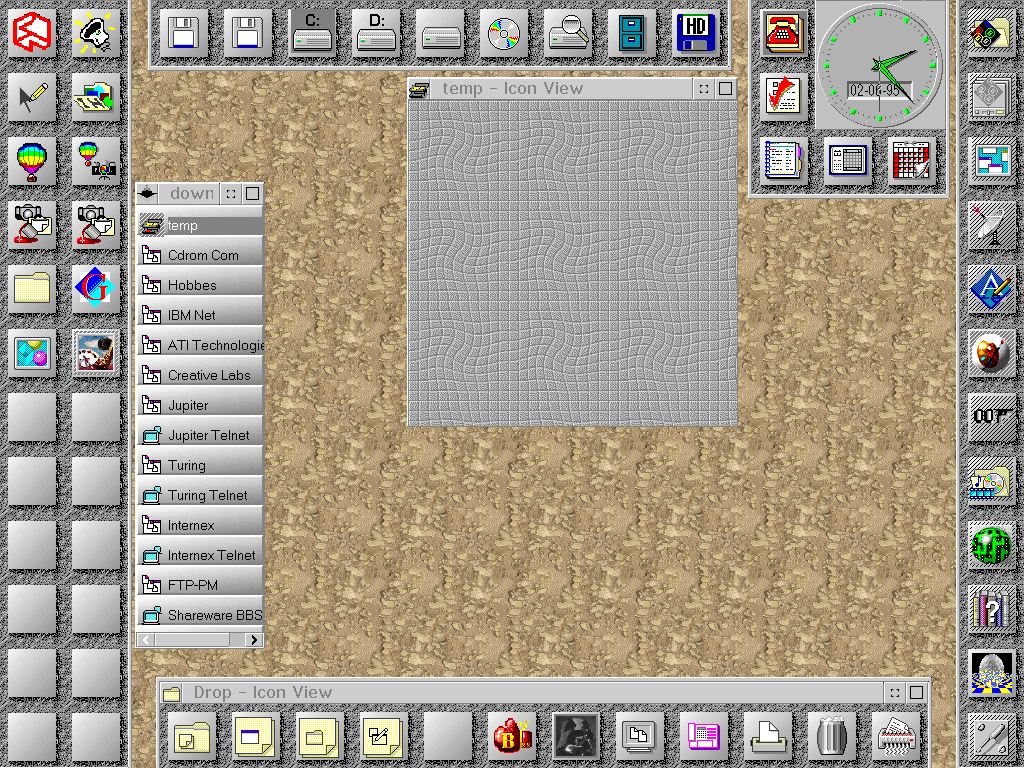 C:
D:
HD
02-06-95
temp - Icon View
down
temp
Cdrom Com
Hobbes
IBM Net
ATI Technologie
Creative Labs
Jupiter
Jupiter Telnet
Turing
Turing Telnet
Internex
Internex Telnet
FTP-PM
Shareware BBS
G
A
007
?
Drop - Icon View
B